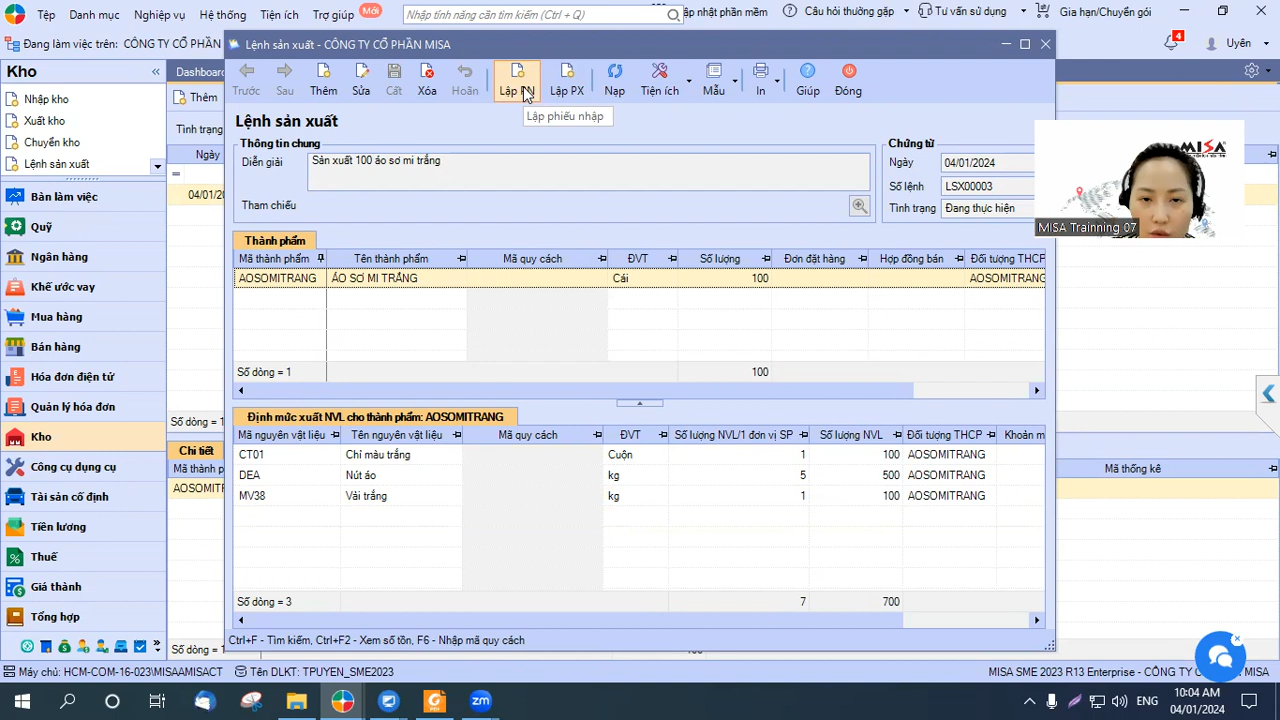 Tệp Danh mục Nghiệp vụ Hệ thống Tiện ích Trợ giúp Mới
Nhập tính năng cần tìm kiếm (Ctrl + Q)
nhật phần mềm Câu hỏi thường gặp Tư vấn sử dụng Gia hạn/Chuyển gói
Đang làm việc trên: CÔNG TY CỔ PHẦN
4 Uyên
Lệnh sản xuất - CÔNG TY CỔ PHẦN MISA
Kho
Dashboard
Nhập kho
Xuất kho
Chuyển kho
Lệnh sản xuất
Bàn làm việc
Quỹ
Ngân hàng
Khế ước vay
Mua hàng
Bán hàng
Hóa đơn điện tử
Quản lý hóa đơn
Kho
Công cụ dụng cụ
Tài sản cố định
Tiền lương
Thuế
Giá thành
Tổng hợp
Thêm
Tình trạng
Ngày
=
04/01/20
Số dòng = 1
Chi tiết
Mã thành p
AOSOMITR
Số dòng = 1
Trước Sau Thêm Sửa Cất Xóa Hoãn Lập PN Lập PX Nạp Tiện ích Mẫu In Giúp Đóng
Lập phiếu nhập
Lệnh sản xuất
Thông tin chung
Diễn giải Sản xuất 100 áo sơ mi trắng
Tham chiếu
Chứng từ
Ngày 04/01/2024
Số lệnh LSX00003
Tình trạng Đang thực hiện
MISA
MISA Trainning 07
Thành phẩm
Mã thành phẩm Tên thành phẩm Mã quy cách ĐVT Số lượng Đơn đặt hàng Hợp đồng bán Đối tượng THCP
AOSOMITRANG ÁO SƠ MI TRẮNG Cái 100 AOSOMITRANG
Số dòng = 1 100
Định mức xuất NVL cho thành phẩm: AOSOMITRANG
Mã nguyên vật liệu Tên nguyên vật liệu Mã quy cách ĐVT Số lượng NVL/1 đơn vị SP Số lượng NVL Đối tượng THCP Khoản m
CT01 Chỉ màu trắng Cuộn 1 100 AOSOMITRANG
DEA Nút áo kg 5 500 AOSOMITRANG
MV38 Vải trắng kg 1 100 AOSOMITRANG
Số dòng = 3 7 700
Ctrl+F - Tìm kiếm, Ctrl+F2 - Xem số tồn, F6 - Nhập mã quy cách
Mã thống kê
Máy chủ: HCM-COM-16-023\MISAAMISACT Tên DLKT: TPUYEN_SME2023
MISA SME 2023 R13 Enterprise - CÔNG TY C
ENG
10:04 AM
04/01/2024